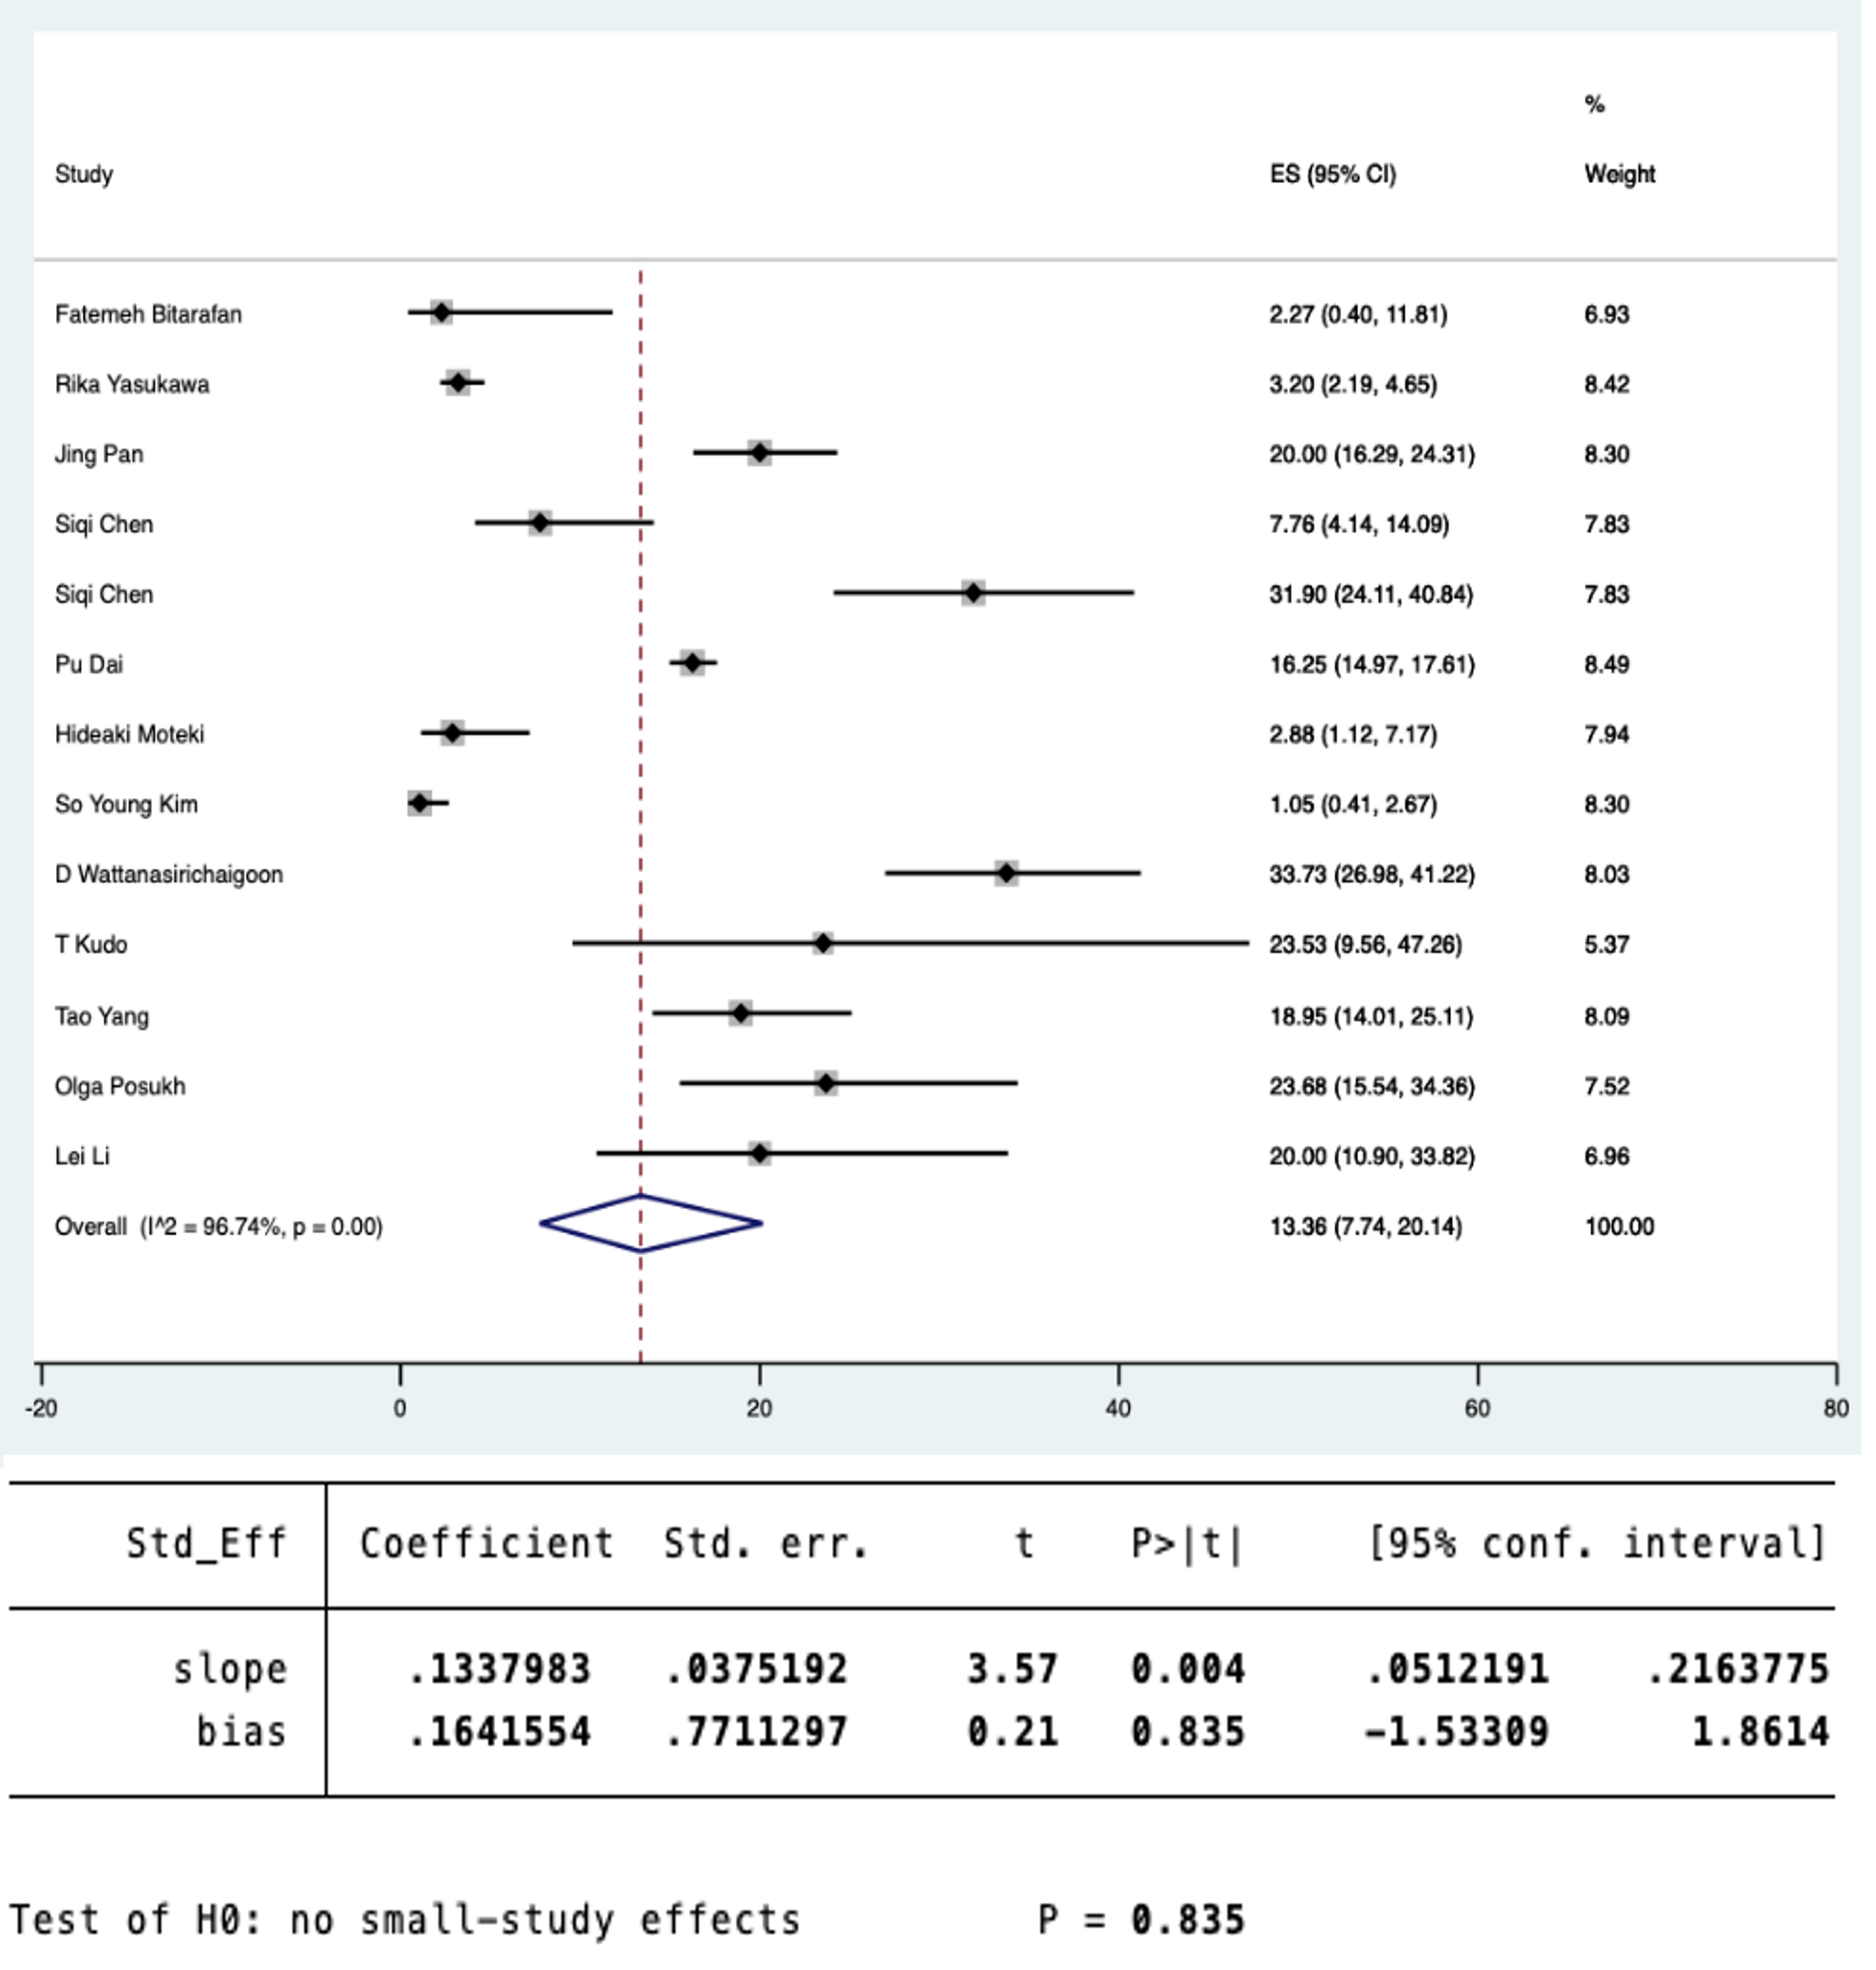 %
Study ES (95% CI) Weight
Fatemeh Bitarafan 2.27 (0.40, 11.81) 6.93
Rika Yasukawa 3.20 (2.19, 4.65) 8.42
Jing Pan 20.00 (16.29, 24.31) 8.30
Siqi Chen 7.76 (4.14, 14.09) 7.83
Siqi Chen 31.90 (24.11, 40.84) 7.83
Pu Dai 16.25 (14.97, 17.61) 8.49
Hideaki Moteki 2.88 (1.12, 7.17) 7.94
So Young Kim 1.05 (0.41, 2.67) 8.30
D Wattanasirichaigoon 33.73 (26.98, 41.22) 8.03
T Kudo 23.53 (9.56, 47.26) 5.37
Tao Yang 18.95 (14.01, 25.11) 8.09
Olga Posukh 23.68 (15.54, 34.36) 7.52
Lei Li 20.00 (10.90, 33.82) 6.96
Overall (I^2 = 96.74%, p = 0.00) 13.36 (7.74, 20.14) 100.00
-20 0 20 40 60 80
Std_Eff Coefficient Std. err. t P>|t| [95% conf. interval]
slope .1337983 .0375192 3.57 0.004 .0512191 .2163775
bias .1641554 .7711297 0.21 0.835 -1.53309 1.8614
Test of H0: no small-study effects P = 0.835